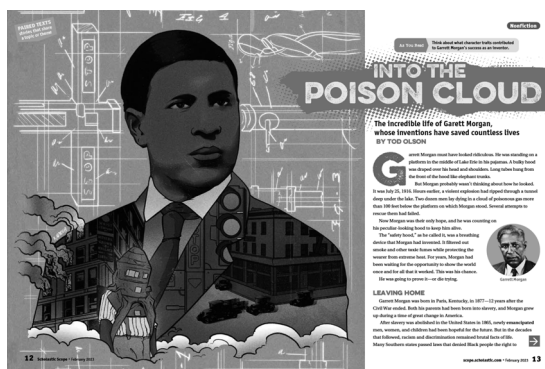 PAIRED TEXTS
stories that share
a topic or theme
Nonfiction
AS YOU READ
Think about what character traits contributed
to Garrett Morgan's success as an inventor.
INTO THE
POISON CLOUD
The incredible life of Garett Morgan,
whose inventions have saved countless lives
BY TOD OLSON
Garrett Morgan must have looked ridiculous. He was standing on a
platform in the middle of Lake Erie in his pajamas. A bulky hood
was draped over his head and shoulders. Long tubes hung from
the front of the hood like elephant trunks.
But Morgan probably wasn't thinking about how he looked.
It was July 25, 1916. Hours earlier, a violent explosion had ripped through a tunnel
deep under the lake. Two dozen men lay dying in a cloud of poisonous gas more
than 100 feet below the platform on which Morgan stood. Several attempts to
rescue them had failed.
Now Morgan was their only hope, and he was counting on
his peculiar-looking hood to keep him alive.
The "safety hood," as he called it, was a breathing
device that Morgan had invented. It filtered out
smoke and other toxic fumes while protecting the
wearer from extreme heat. For years, Morgan had
been waiting for the opportunity to show the world
once and for all that it worked. This was his chance.
He was going to prove it—or die trying.
Garrett Morgan
LEAVING HOME
Garrett Morgan was born in Paris, Kentucky, in 1877—12 years after the
Civil War ended. Both his parents had been born into slavery, and Morgan grew
up during a time of great change in America.
After slavery was abolished in the United States in 1865, newly emancipated
men, women, and children had been hopeful for the future. But in the decades
that followed, racism and discrimination remained brutal facts of life.
Many Southern states passed laws that denied Black people the right to
12 Scholastic Scope • February 2023
scope.scholastic.com • February 2023 13